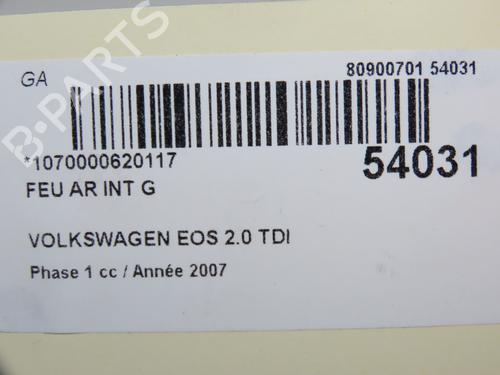 GA
80900701 54031
*1070000620117
54031
FEU AR INT G
VOLKSWAGEN EOS 2.0 TDI
Phase 1 cc / Année 2007
B-PARTS